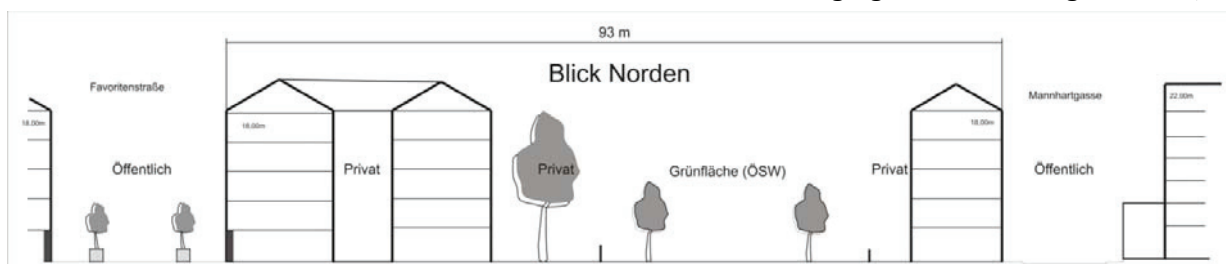 93 m
Blick Norden
Favoritenstraße
Mannhartgasse
22,00m
18,00m
18,00m
18,00m
Öffentlich
Privat
Privat
Grünfläche (ÖSW)
Privat
Öffentlich